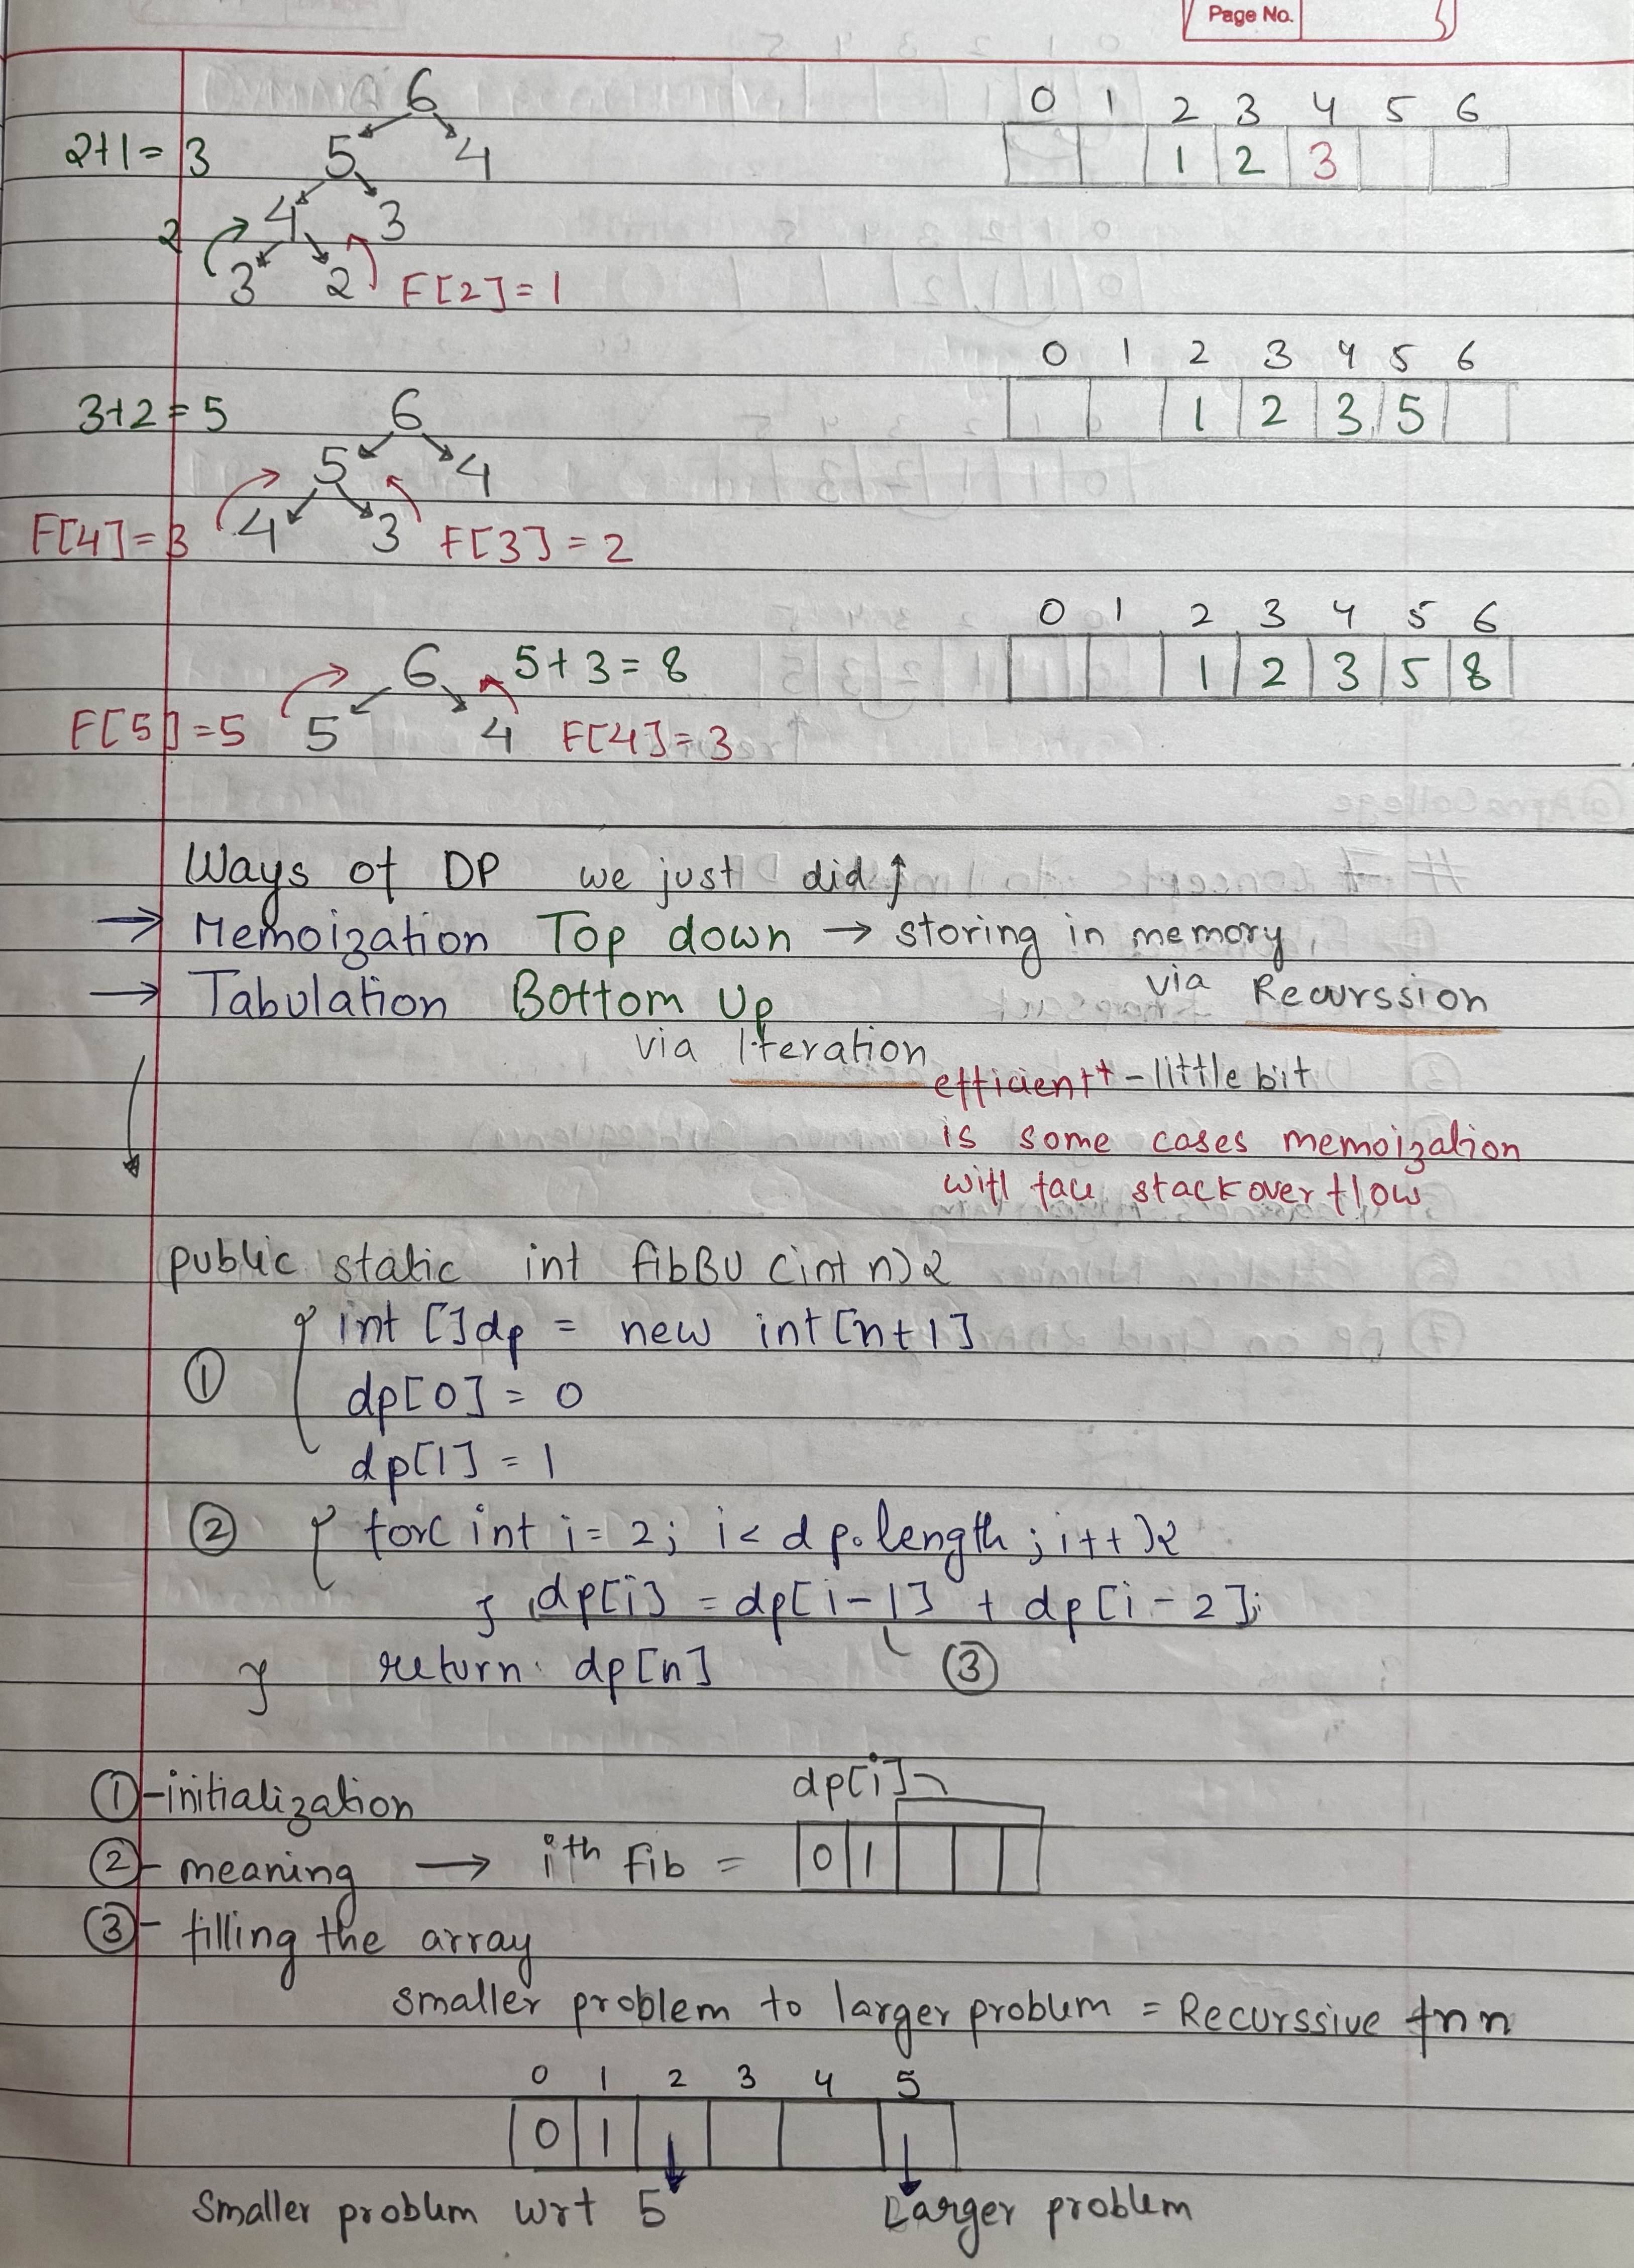 Page No.
6
0 1 2 3 4 5 6
2+1=3 5 4
1 2 3
2 4 3
3 2 F[2]=1
0 1 2 3 4 5 6
3+2=5 6
1 2 3 5
5 4
F[4]=3 4 3 F[3]=2
0 1 2 3 4 5 6
6 5+3=8
1 2 3 5 8
F[5]=5 5 4 F[4]=3
Ways of DP we just did ↑
→ Memoization Top down → storing in memory
via Recurssion
→ Tabulation Bottom Up
via Iteration
efficient++ - little bit
is some cases memoization
will face stack over flow
public static int fibBU (int n) {
① { int []dp = new int[n+1]
dp[0] = 0
dp[1] = 1
② { for( int i = 2; i < dp.length; i++){
} dp[i] = dp[i-1] + dp[i-2];
} return dp[n] ③
①-initialization dp[i]
②- meaning → ith fib = 0 1
③- filling the array
smaller problem to larger problem = Recurssive fnn
0 1 2 3 4 5
0 1
Smaller problem wrt 5 Larger problem